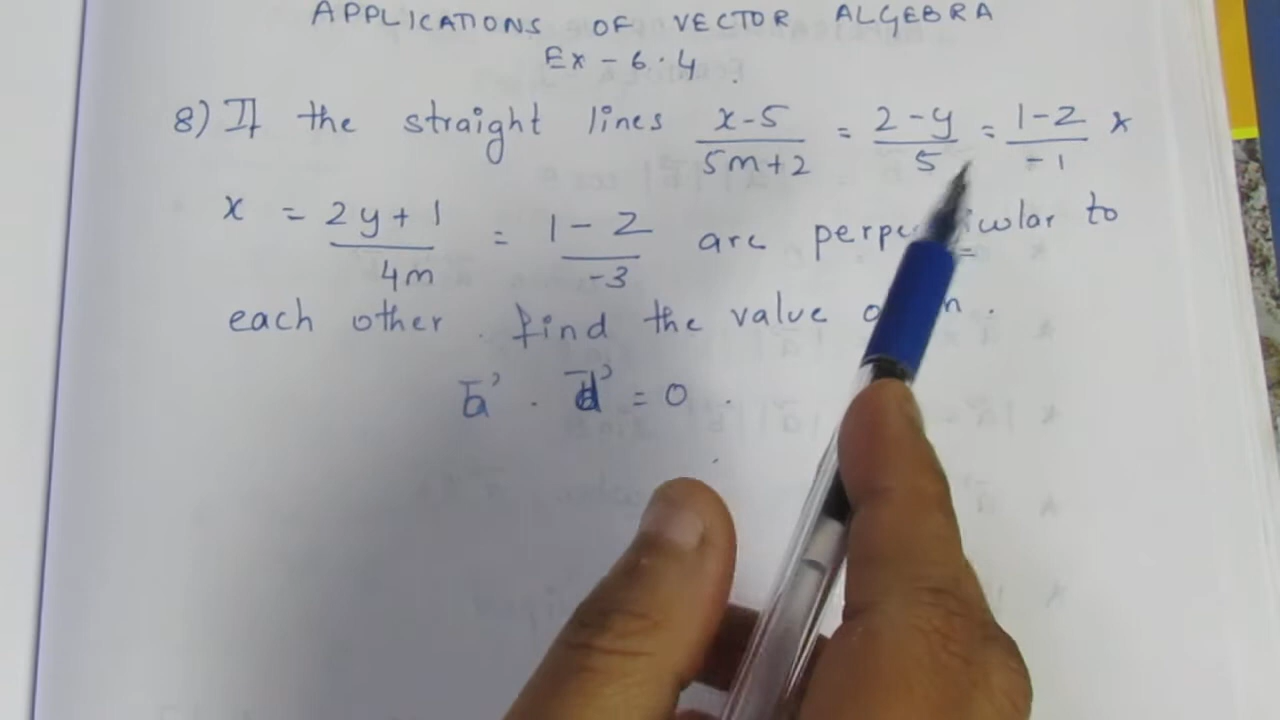 APPLICATIONS OF VECTOR ALGEBRA
Ex - 6.4
8) If the straight lines (x-5)/(5m+2) = (2-y)/5 = (1-z)/-1 &
x = (2y+1)/4m = (1-z)/-3 are to
each other. find the value
b⃗ . d⃗ = 0.